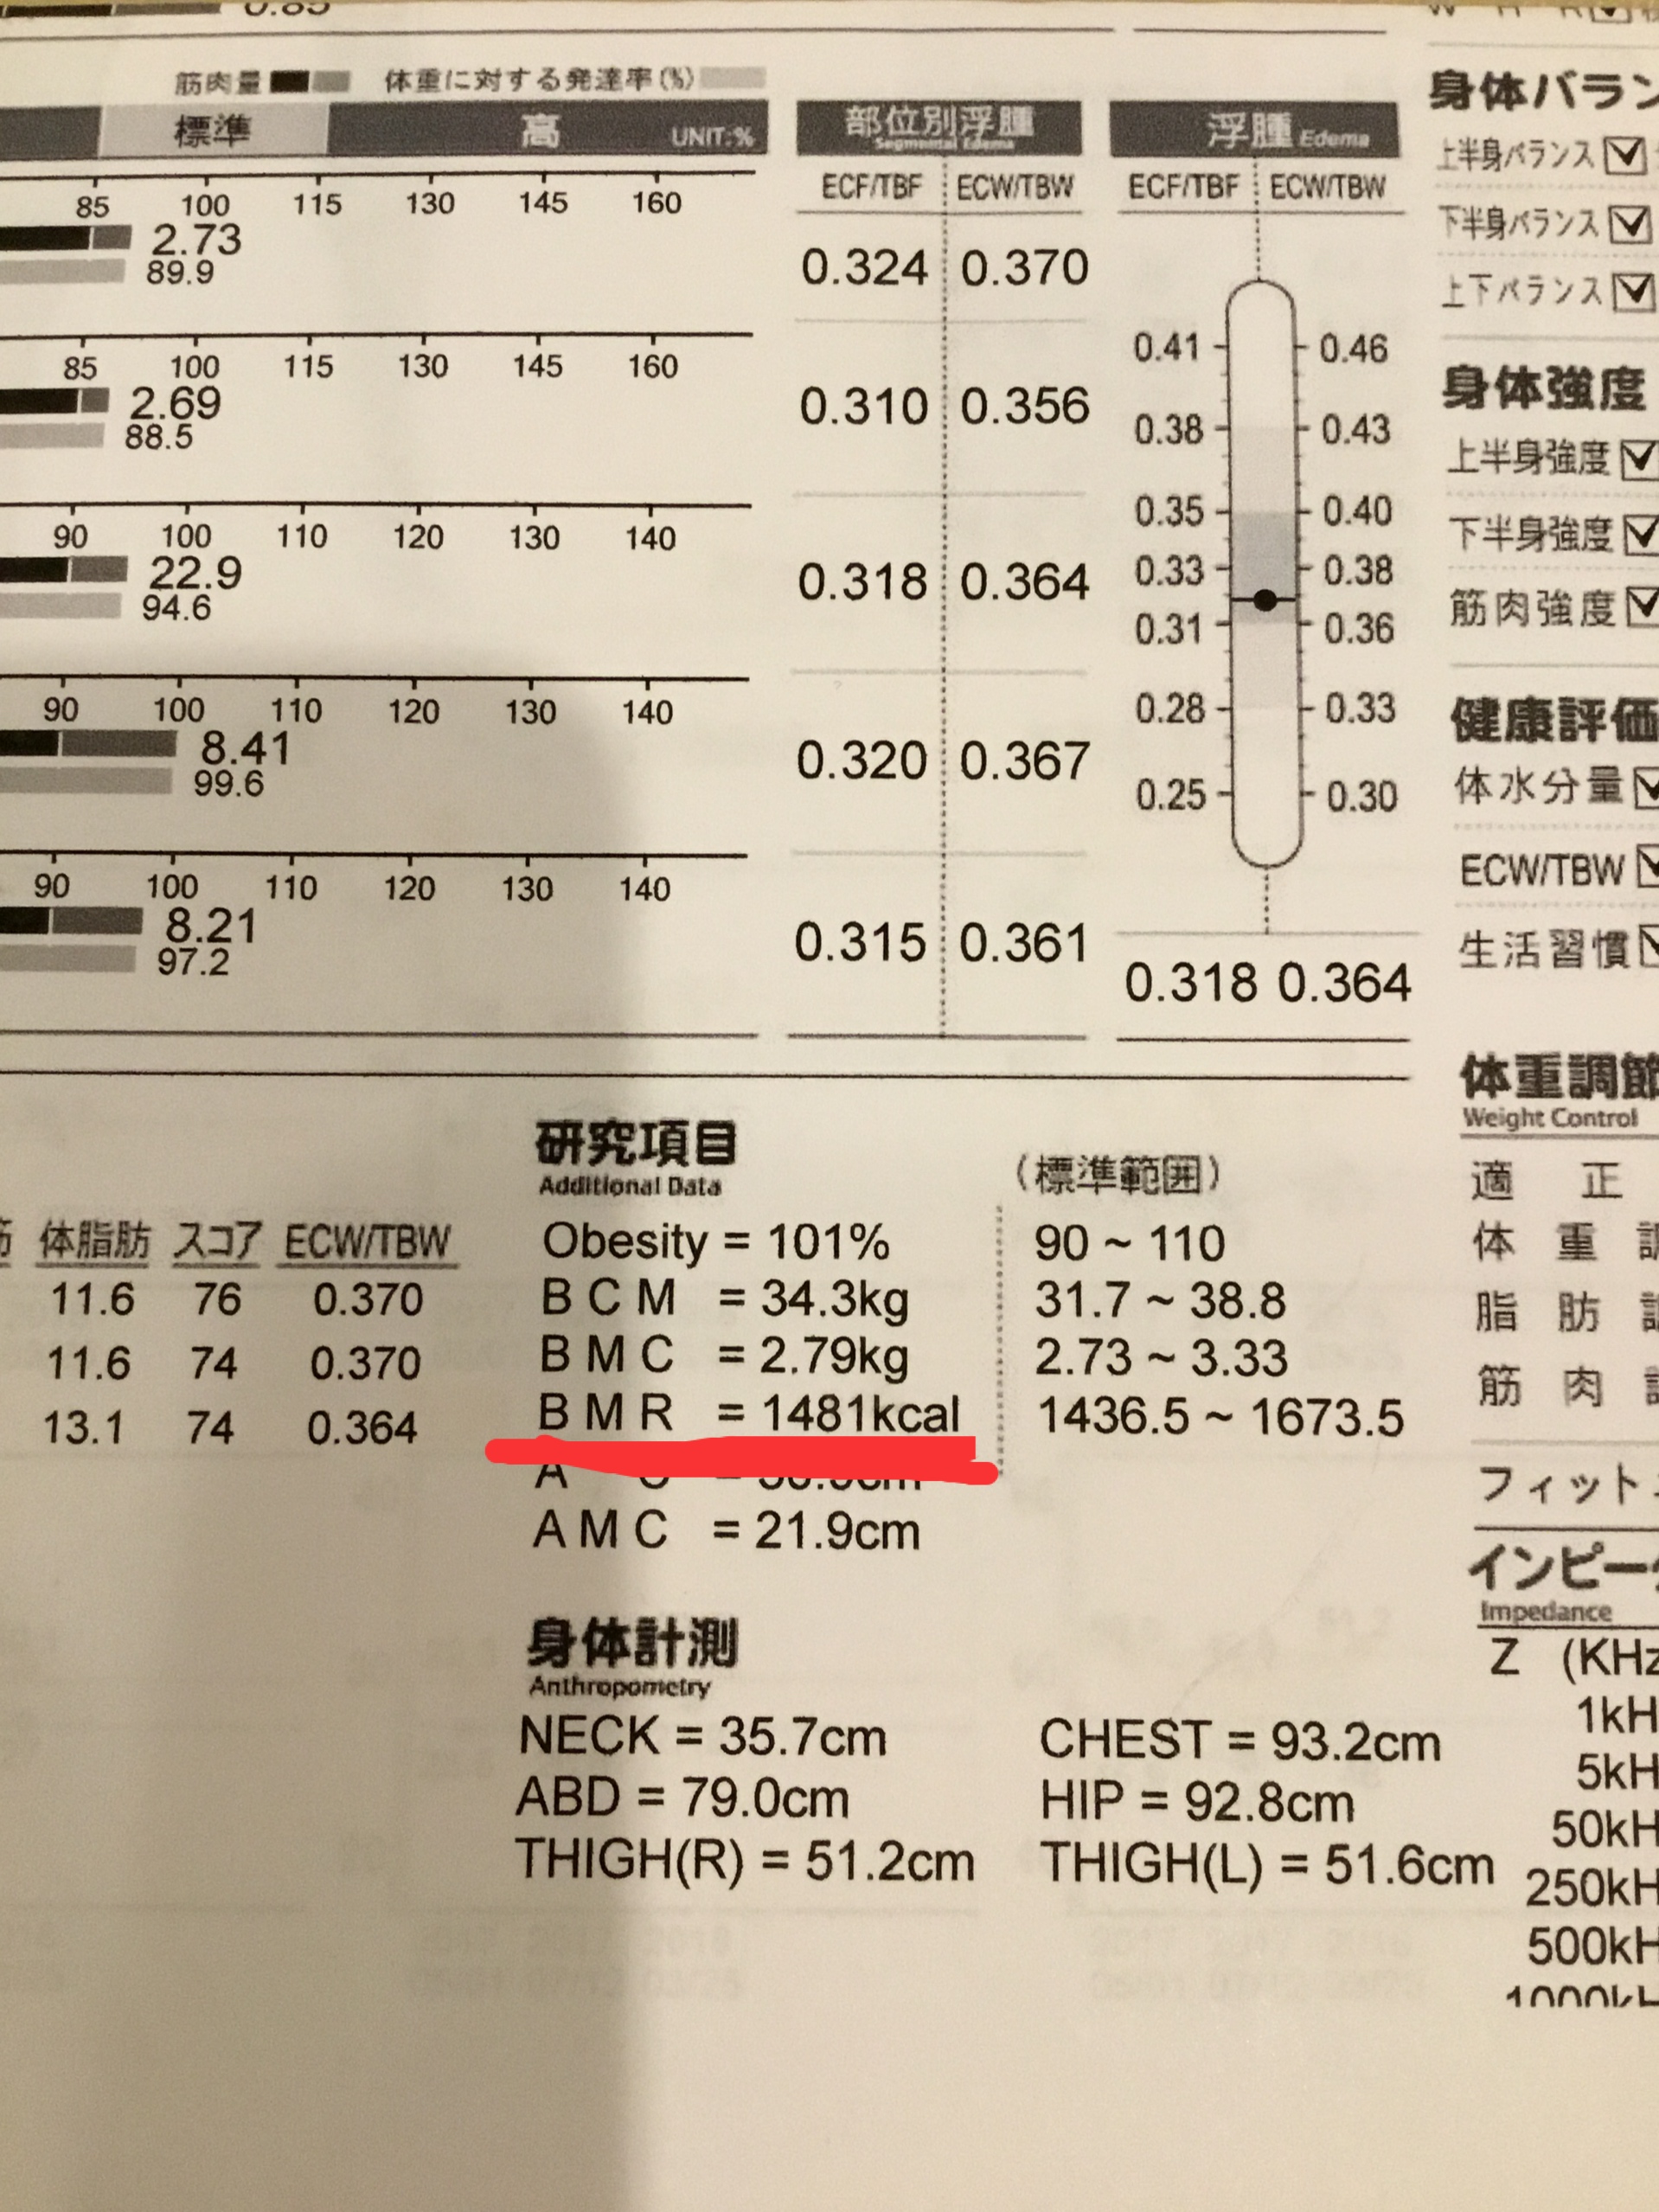 0.85
筋肉量 体重に対する発達率(%)
標準 高 UNIT:%
85 100 115 130 145 160
2.73
89.9
85 100 115 130 145 160
2.69
88.5
90 100 110 120 130 140
22.9
94.6
90 100 110 120 130 140
8.41
99.6
90 100 110 120 130 140
8.21
97.2
部位別浮腫
Segmental Edema
ECF/TBF ECW/TBW
0.324 0.370
0.310 0.356
0.318 0.364
0.320 0.367
0.315 0.361
浮腫 Edema
ECF/TBF ECW/TBW
0.41 0.46
0.38 0.43
0.35 0.40
0.33 0.38
0.31 0.36
0.28 0.33
0.25 0.30
0.318 0.364
体脂肪 スコア ECW/TBW
11.6 76 0.370
11.6 74 0.370
13.1 74 0.364
研究項目
Additional Data
(標準範囲)
Obesity = 101% 90 ~ 110
BCM = 34.3kg 31.7 ~ 38.8
BMC = 2.79kg 2.73 ~ 3.33
BMR = 1481kcal 1436.5 ~ 1673.5
AMC = 21.9cm
身体計測
Anthropometry
NECK = 35.7cm CHEST = 93.2cm
ABD = 79.0cm HIP = 92.8cm
THIGH(R) = 51.2cm THIGH(L) = 51.6cm
身体バラン
上半身バランス
下半身バランス
上下バランス
身体強度
上半身強度
下半身強度
筋肉強度
健康評価
体水分量
ECW/TBW
生活習慣
体重調節
Weight Control
適正
体重
脂肪
筋肉
フィット
インピー
Impedance
Z (KHz
1kH
5kH
50kH
250kH
500kH